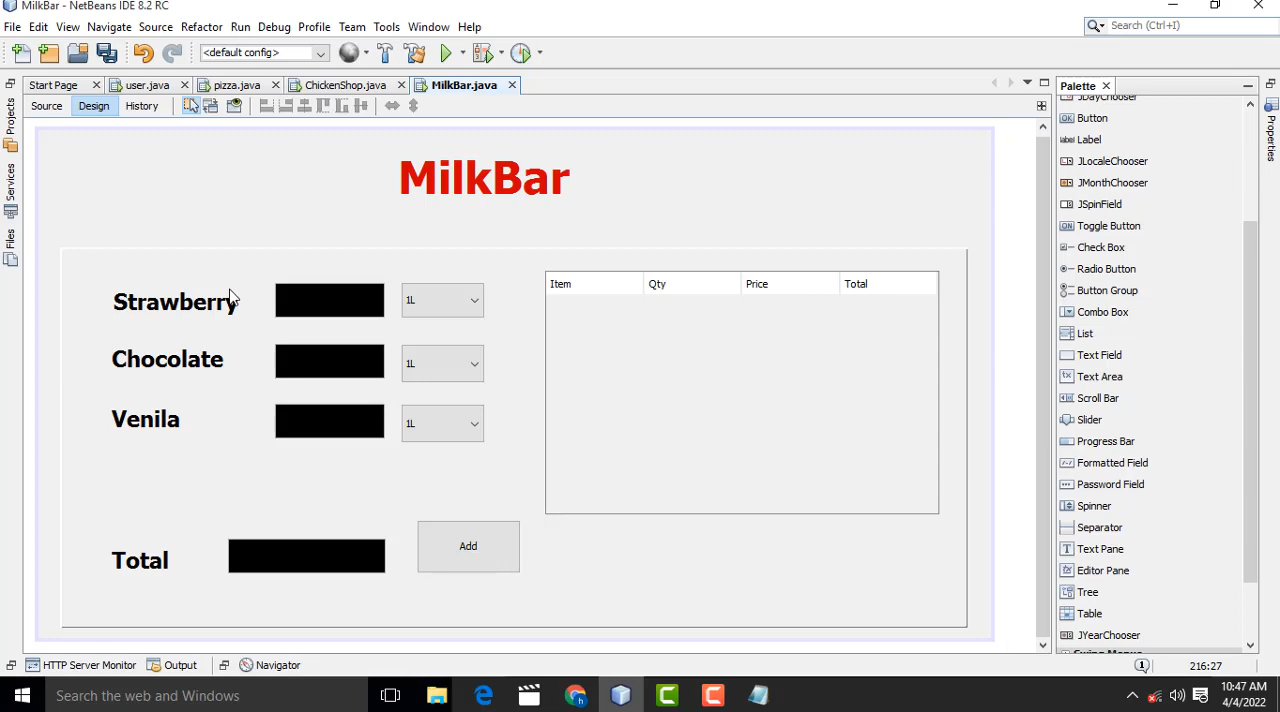 MilkBar - NetBeans IDE 8.2 RC
File Edit View Navigate Source Refactor Run Debug Profile Team Tools Window Help
Search (Ctrl+I)
<default config>
Start Page user.java pizza.java ChickenShop.java MilkBar.java
Palette
Source Design History
Projects
Services
Files
Properties
MilkBar
Strawberry 1L
Chocolate 1L
Venila 1L
Total Add
Item Qty Price Total
JDayChooser
Button
Label
JLocaleChooser
JMonthChooser
JSpinField
Toggle Button
Check Box
Radio Button
Button Group
Combo Box
List
Text Field
Text Area
Scroll Bar
Slider
Progress Bar
Formatted Field
Password Field
Spinner
Separator
Text Pane
Editor Pane
Tree
Table
JYearChooser
Swing Menus
HTTP Server Monitor Output Navigator
1 216:27
Search the web and Windows
10:47 AM
4/4/2022